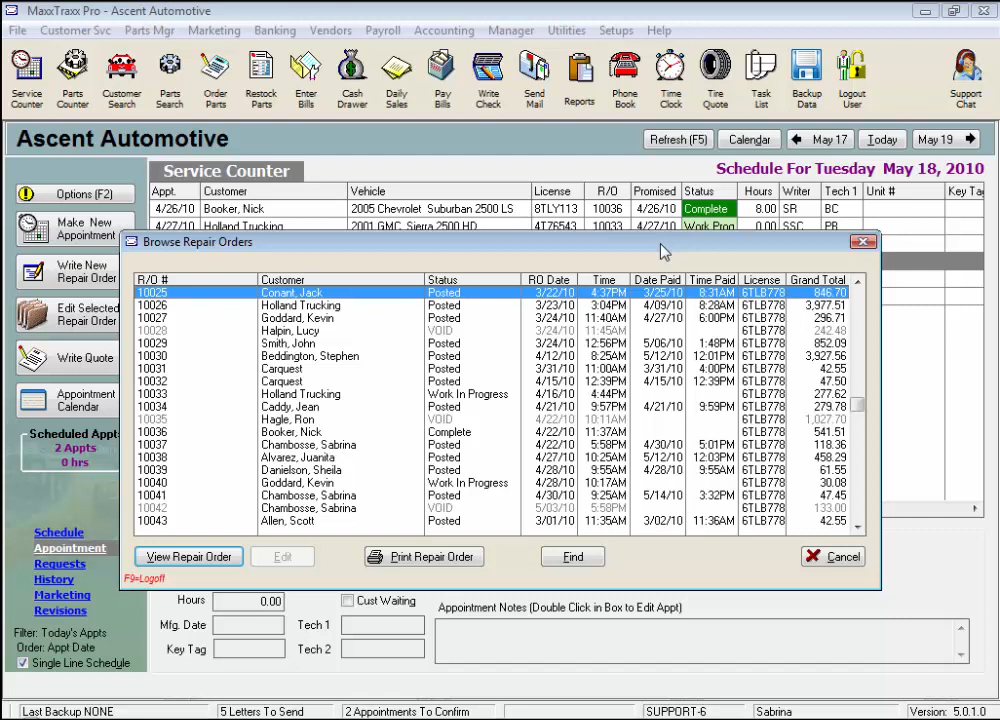 MaxxTraxx Pro - Ascent Automotive
File Customer Svc Parts Mgr Marketing Banking Vendors Payroll Accounting Manager Utilities Setups Help
Service Counter
Parts Counter
Customer Search
Parts Search
Order Parts
Restock Parts
Enter Bills
Cash Drawer
Daily Sales
Pay Bills
Write Check
Send Mail
Reports
Phone Book
Time Clock
Tire Quote
Task List
Backup Data
Logout User
Support Chat
Ascent Automotive
Refresh (F5) Calendar May 17 Today May 19
Service Counter
Schedule For Tuesday May 18, 2010
Options (F2)
Make New Appointment
Write New Repair Order
Edit Selected Repair Order
Write Quote
Appointment Calendar
Scheduled Appts
2 Appts
0 hrs
Schedule
Appointment
Requests
History
Marketing
Revisions
Filter: Today's Appts
Order: Appt Date
Single Line Schedule
Appt. Customer Vehicle License R/O Promised Status Hours Writer Tech 1 Unit # Key Tag
4/26/10 Booker, Nick 2005 Chevrolet Suburban 2500 LS 8TLY113 10036 4/26/10 Complete 8.00 SR BC
4/21/10 Holland Trucking 2001 GMC Sierra 2500 HD 4T76543 10033 4/27/10 Work Prog 0.00 SSC PB
Browse Repair Orders
R/O # Customer Status RO Date Time Date Paid Time Paid License Grand Total
10025 Conant, Jack Posted 3/22/10 4:37PM 3/25/10 8:31AM 6TLB778 846.70
10026 Holland Trucking Posted 3/23/10 3:04PM 4/09/10 8:28AM 6TLB778 3,977.51
10027 Goddard, Kevin Posted 3/24/10 11:40AM 4/27/10 6:00PM 6TLB778 296.71
10028 Halpin, Lucy VOID 3/24/10 11:45AM 6TLB778 242.48
10029 Smith, John Posted 3/24/10 12:56PM 5/06/10 1:48PM 6TLB778 852.09
10030 Beddington, Stephen Posted 4/12/10 8:25AM 5/12/10 12:01PM 6TLB778 3,927.56
10031 Carquest Posted 3/31/10 11:00AM 3/31/10 4:00PM 6TLB778 42.55
10032 Carquest Posted 4/15/10 12:39PM 4/15/10 12:39PM 6TLB778 47.50
10033 Holland Trucking Work In Progress 4/16/10 4:44PM 6TLB778 277.62
10034 Caddy, Jean Posted 4/21/10 9:57PM 4/21/10 9:59PM 6TLB778 279.78
10035 Hagle, Ron VOID 4/22/10 10:11AM 6TLB778 1,027.70
10036 Booker, Nick Complete 4/22/10 11:37AM 6TLB778 541.51
10037 Chambosse, Sabrina Posted 4/22/10 5:58PM 4/30/10 5:01PM 6TLB778 118.36
10038 Alvarez, Juanita Posted 4/27/10 10:25AM 5/12/10 12:03PM 6TLB778 458.29
10039 Danielson, Sheila Posted 4/28/10 9:55AM 4/28/10 9:55AM 6TLB778 61.55
10040 Goddard, Kevin Work In Progress 4/28/10 10:17AM 6TLB778 30.08
10041 Chambosse, Sabrina Posted 4/30/10 9:25AM 5/14/10 3:32PM 6TLB778 47.45
10042 Chambosse, Sabrina VOID 5/03/10 5:58PM 6TLB778 133.00
10043 Allen, Scott Posted 3/01/10 11:35AM 3/02/10 11:36AM 6TLB778 42.55
View Repair Order Edit Print Repair Order Find Cancel
F9=Logoff
Hours 0.00 Cust Waiting
Appointment Notes (Double Click in Box to Edit Appt)
Mfg. Date Tech 1
Key Tag Tech 2
Last Backup NONE 5 Letters To Send 2 Appointments To Confirm SUPPORT-6 Sabrina Version: 5.0.1.0